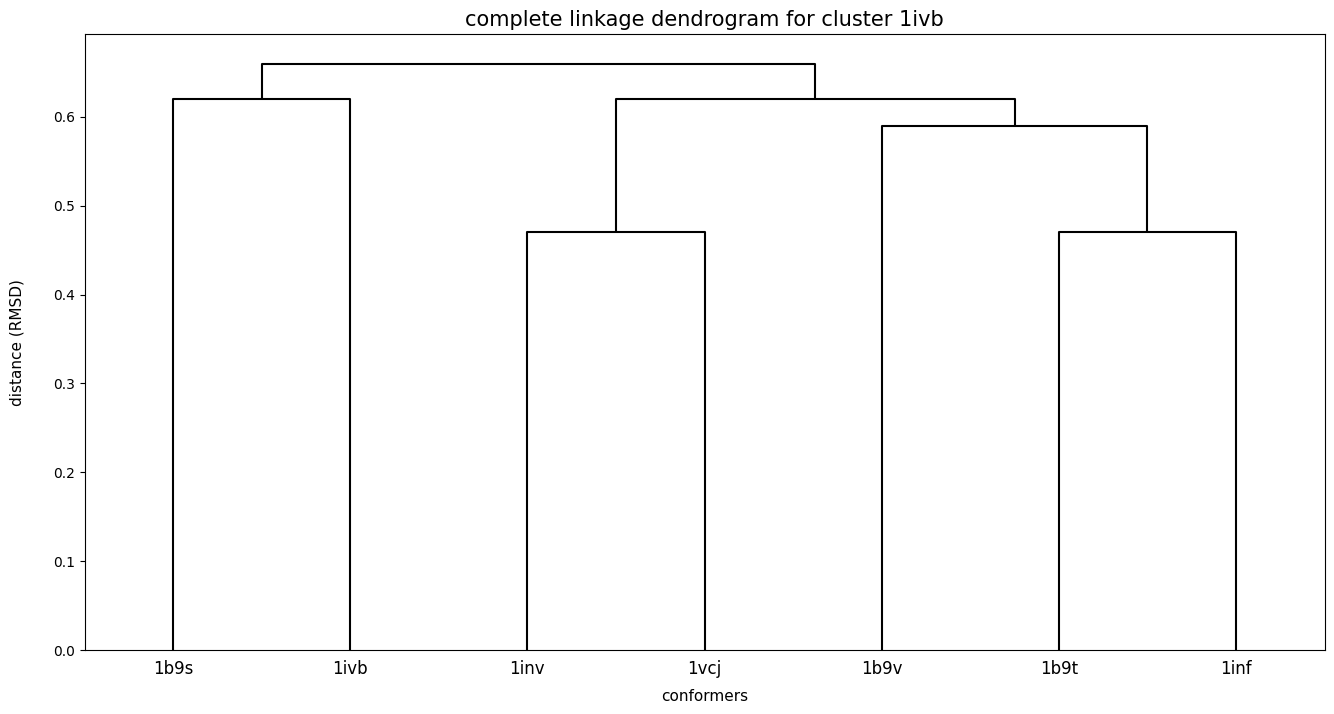 complete linkage dendrogram for cluster 1ivb
0.6
0.5
0.4
0.3
0.2
0.1
0.0
distance (RMSD)
1b9s 1ivb 1inv 1vcj 1b9v 1b9t 1inf
conformers